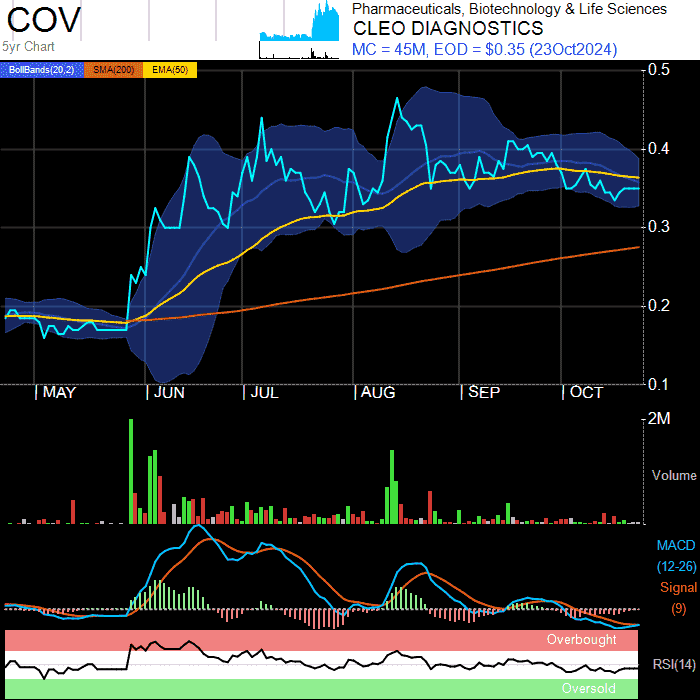 COV
5yr Chart
Pharmaceuticals, Biotechnology & Life Sciences
CLEO DIAGNOSTICS
MC = 45M, EOD = $0.35 (23Oct2024)
BollBands(20,2) SMA(200) EMA(50)
0.5
0.4
0.3
0.2
0.1
MAY JUN JUL AUG SEP OCT
2M
Volume
MACD
(12-26)
Signal
(9)
Overbought
RSI(14)
Oversold